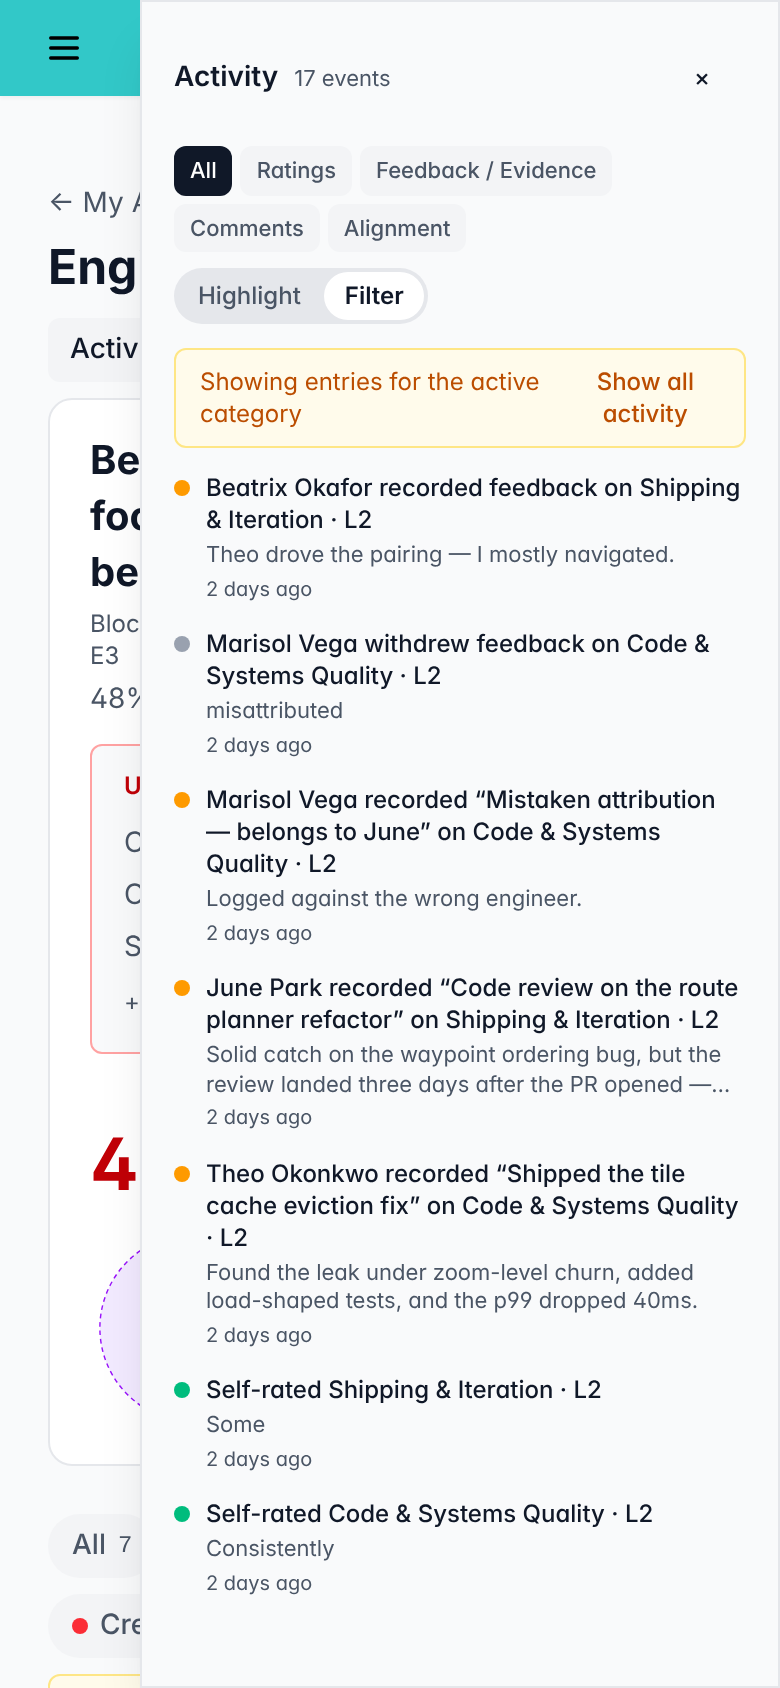 Activity 17 events ×
All Ratings Feedback / Evidence
Comments Alignment
Highlight Filter
Showing entries for the active
category
Show all
activity
Beatrix Okafor recorded feedback on Shipping
& Iteration · L2
Theo drove the pairing — I mostly navigated.
2 days ago
Marisol Vega withdrew feedback on Code &
Systems Quality · L2
misattributed
2 days ago
Marisol Vega recorded “Mistaken attribution
— belongs to June” on Code & Systems
Quality · L2
Logged against the wrong engineer.
2 days ago
June Park recorded “Code review on the route
planner refactor” on Shipping & Iteration · L2
Solid catch on the waypoint ordering bug, but the
review landed three days after the PR opened —...
2 days ago
Theo Okonkwo recorded “Shipped the tile
cache eviction fix” on Code & Systems Quality
· L2
Found the leak under zoom-level churn, added
load-shaped tests, and the p99 dropped 40ms.
2 days ago
Self-rated Shipping & Iteration · L2
Some
2 days ago
Self-rated Code & Systems Quality · L2
Consistently
2 days ago
← My
Eng
Activ
Be
foc
be
Bloc
E3
48%
+
4
All 7
Cre